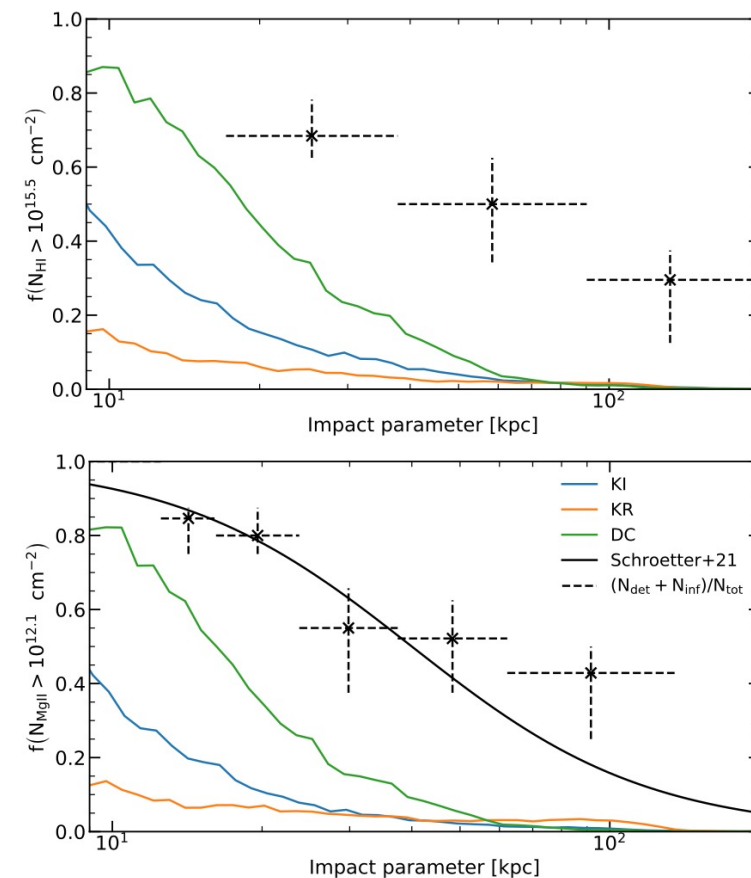 1.0
0.8
0.6
0.4
0.2
0.0
f(N_HI > 10^15.5 cm^−2)
10^1
10^2
Impact parameter [kpc]
1.0
0.8
0.6
0.4
0.2
0.0
f(N_MgII > 10^12.1 cm^−2)
KI
KR
DC
Schroetter+21
(N_det + N_inf)/N_tot
10^1
10^2
Impact parameter [kpc]